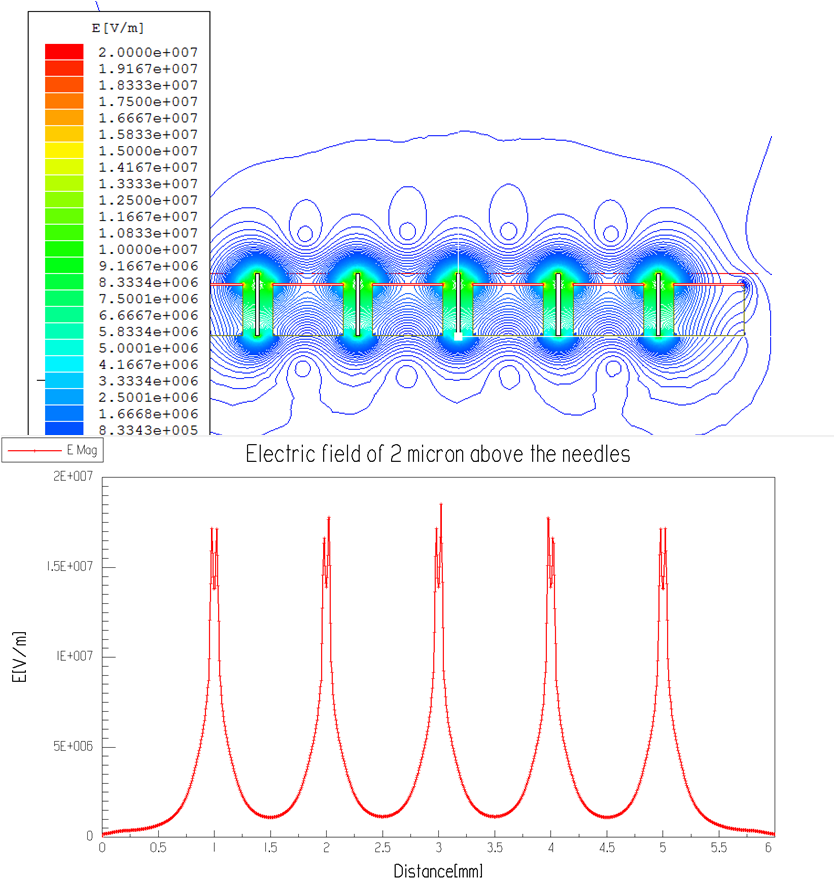 E[V/m]
2.0000e+007
1.9167e+007
1.8333e+007
1.7500e+007
1.6667e+007
1.5833e+007
1.5000e+007
1.4167e+007
1.3333e+007
1.2500e+007
1.1667e+007
1.0833e+007
1.0000e+007
9.1667e+006
8.3334e+006
7.5001e+006
6.6667e+006
5.8334e+006
5.0001e+006
4.1667e+006
3.3334e+006
2.5001e+006
1.6668e+006
8.3343e+005
E Mag
Electric field of 2 micron above the needles
2E+007
1.5E+007
1E+007
5E+006
0
E[V/m]
0 0.5 1 1.5 2 2.5 3 3.5 4 4.5 5 5.5 6
Distance[mm]